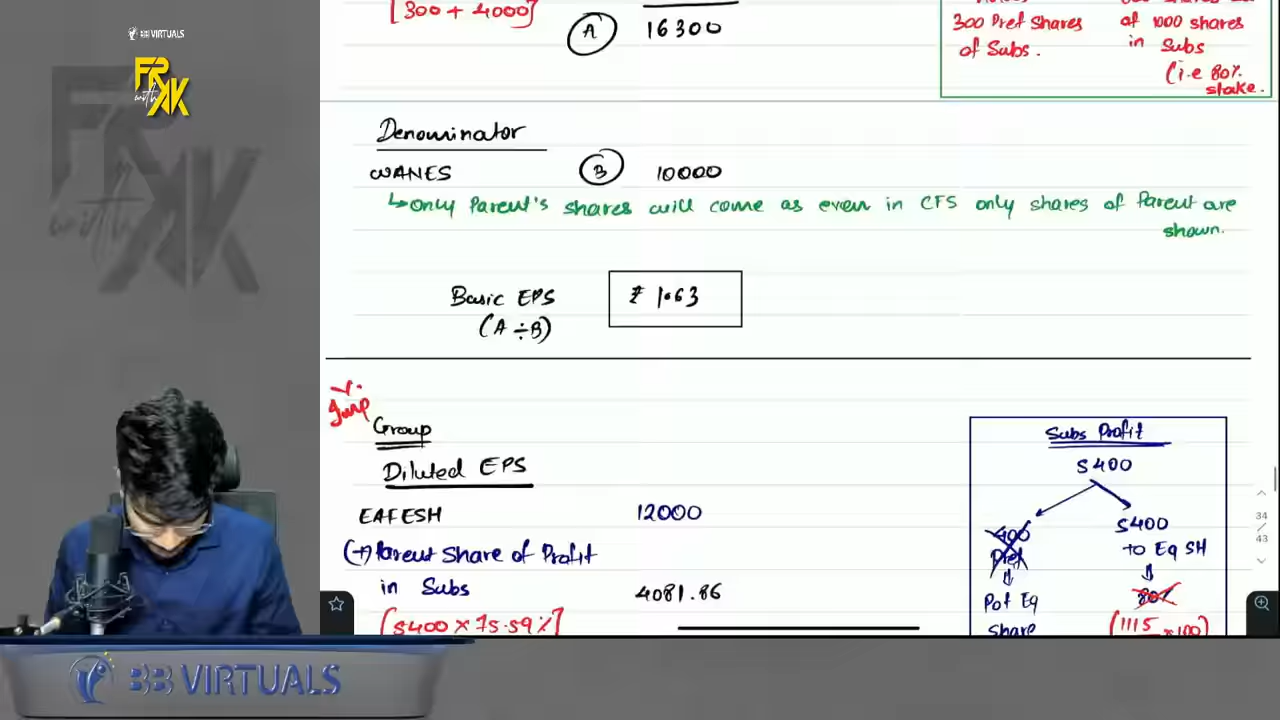 BB VIRTUALS
FR
with
KK
[300 + 4000]
A 16300
300 Pref Shares
of Subs.
of 1000 shares
in Subs
(i.e 80%
stake.
Denominator
WANES B 10000
↳ only Parent's shares will come as even in CFS only shares of Parent are
shown.
Basic EPS ₹ 1.63
(A ÷ B)
V.
Imp
Group
Diluted EPS
EAFESH 12000
(+) Parent Share of Profit
in Subs 4081.86
[5400 x 75.59%]
Subs Profit
5400
400
Pref
Pot Eq
Share
5400
to Eq SH
80%
(1115 x100)
34
/
43
BB VIRTUALS